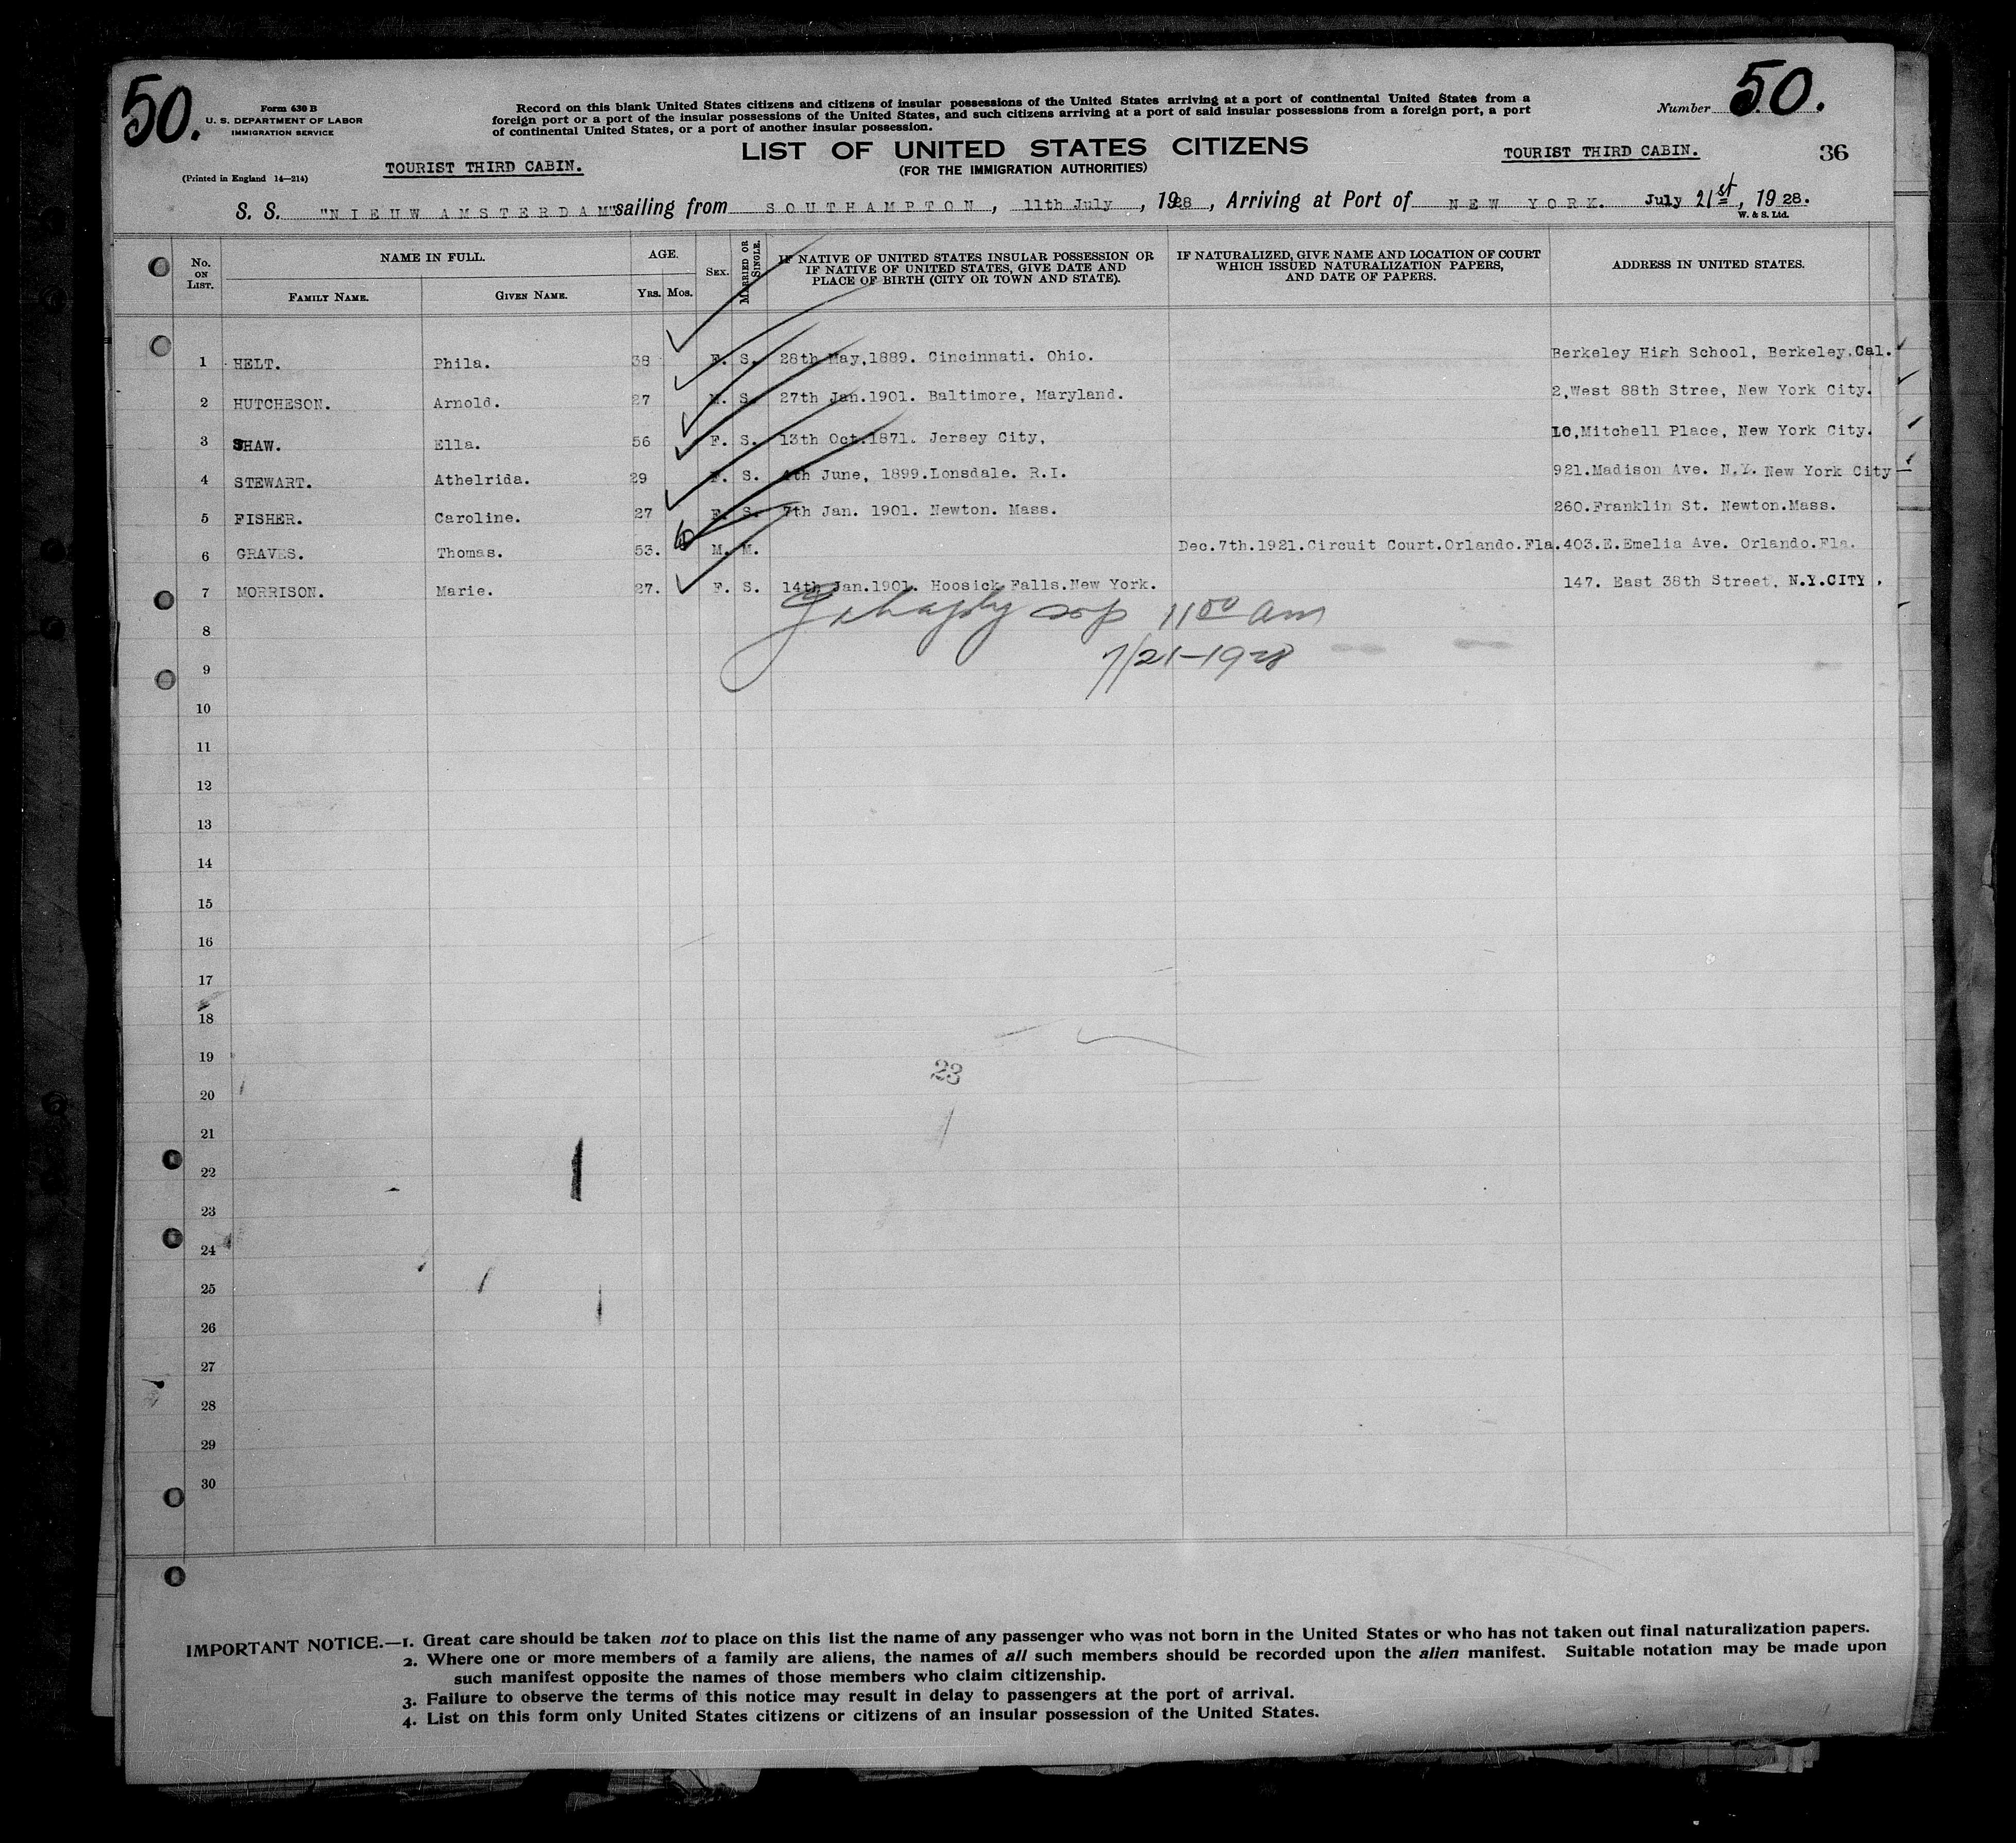 50.
Form 630 B
U. S. DEPARTMENT OF LABOR
IMMIGRATION SERVICE
(Printed in England 14—214)
Record on this blank United States citizens and citizens of insular possessions of the United States arriving at a port of continental United States from a
foreign port or a port of the insular possessions of the United States, and such citizens arriving at a port of said insular possessions from a foreign port, a port
of continental United States, or a port of another insular possession.
Number 50.
LIST OF UNITED STATES CITIZENS
(FOR THE IMMIGRATION AUTHORITIES)
TOURIST THIRD CABIN.
TOURIST THIRD CABIN.
36
S. S. "NIEUW AMSTERDAM" sailing from SOUTHAMPTON, 11th July, 1928, Arriving at Port of NEW YORK. July 21st, 1928.
W. & S. Ltd.
No. ON LIST.
NAME IN FULL.
FAMILY NAME.
GIVEN NAME.
AGE.
YRS. MOS.
SEX.
MARRIED OR SINGLE.
IF NATIVE OF UNITED STATES INSULAR POSSESSION OR
IF NATIVE OF UNITED STATES, GIVE DATE AND
PLACE OF BIRTH (CITY OR TOWN AND STATE).
IF NATURALIZED, GIVE NAME AND LOCATION OF COURT
WHICH ISSUED NATURALIZATION PAPERS,
AND DATE OF PAPERS.
ADDRESS IN UNITED STATES.
1 HELT. Phila. 38 F. S. 28th May,1889. Cincinnati. Ohio. Berkeley High School, Berkeley.Cal.
2 HUTCHESON. Arnold. 27 M. S. 27th Jan.1901. Baltimore, Maryland. 2,West 88th Stree, New York City.
3 SHAW. Ella. 56 F. S. 13th Oct.1871. Jersey City, 10,Mitchell Place, New York City.
4 STEWART. Athelrida. 29 F. S. 4th June, 1899.Lonsdale. R.I. 921.Madison Ave. N.Y. New York City
5 FISHER. Caroline. 27 F. S. 7th Jan. 1901. Newton. Mass. 260.Franklin St. Newton.Mass.
6 GRAVES. Thomas. 53. M. M. Dec.7th.1921.Circuit Court.Orlando.Fla. 403.E.Emelia Ave. Orlando.Fla.
7 MORRISON. Marie. 27. F. S. 14th Jan.1901. Hoosick Falls.New York. 147. East 38th Street, N.Y.CITY.
11 00 am
7/21-1928
8
9
10
11
12
13
14
15
16
17
18
19
23
20
21
22
23
24
25
26
27
28
29
30
IMPORTANT NOTICE.—1. Great care should be taken not to place on this list the name of any passenger who was not born in the United States or who has not taken out final naturalization papers.
2. Where one or more members of a family are aliens, the names of all such members should be recorded upon the alien manifest. Suitable notation may be made upon
such manifest opposite the names of those members who claim citizenship.
3. Failure to observe the terms of this notice may result in delay to passengers at the port of arrival.
4. List on this form only United States citizens or citizens of an insular possession of the United States.